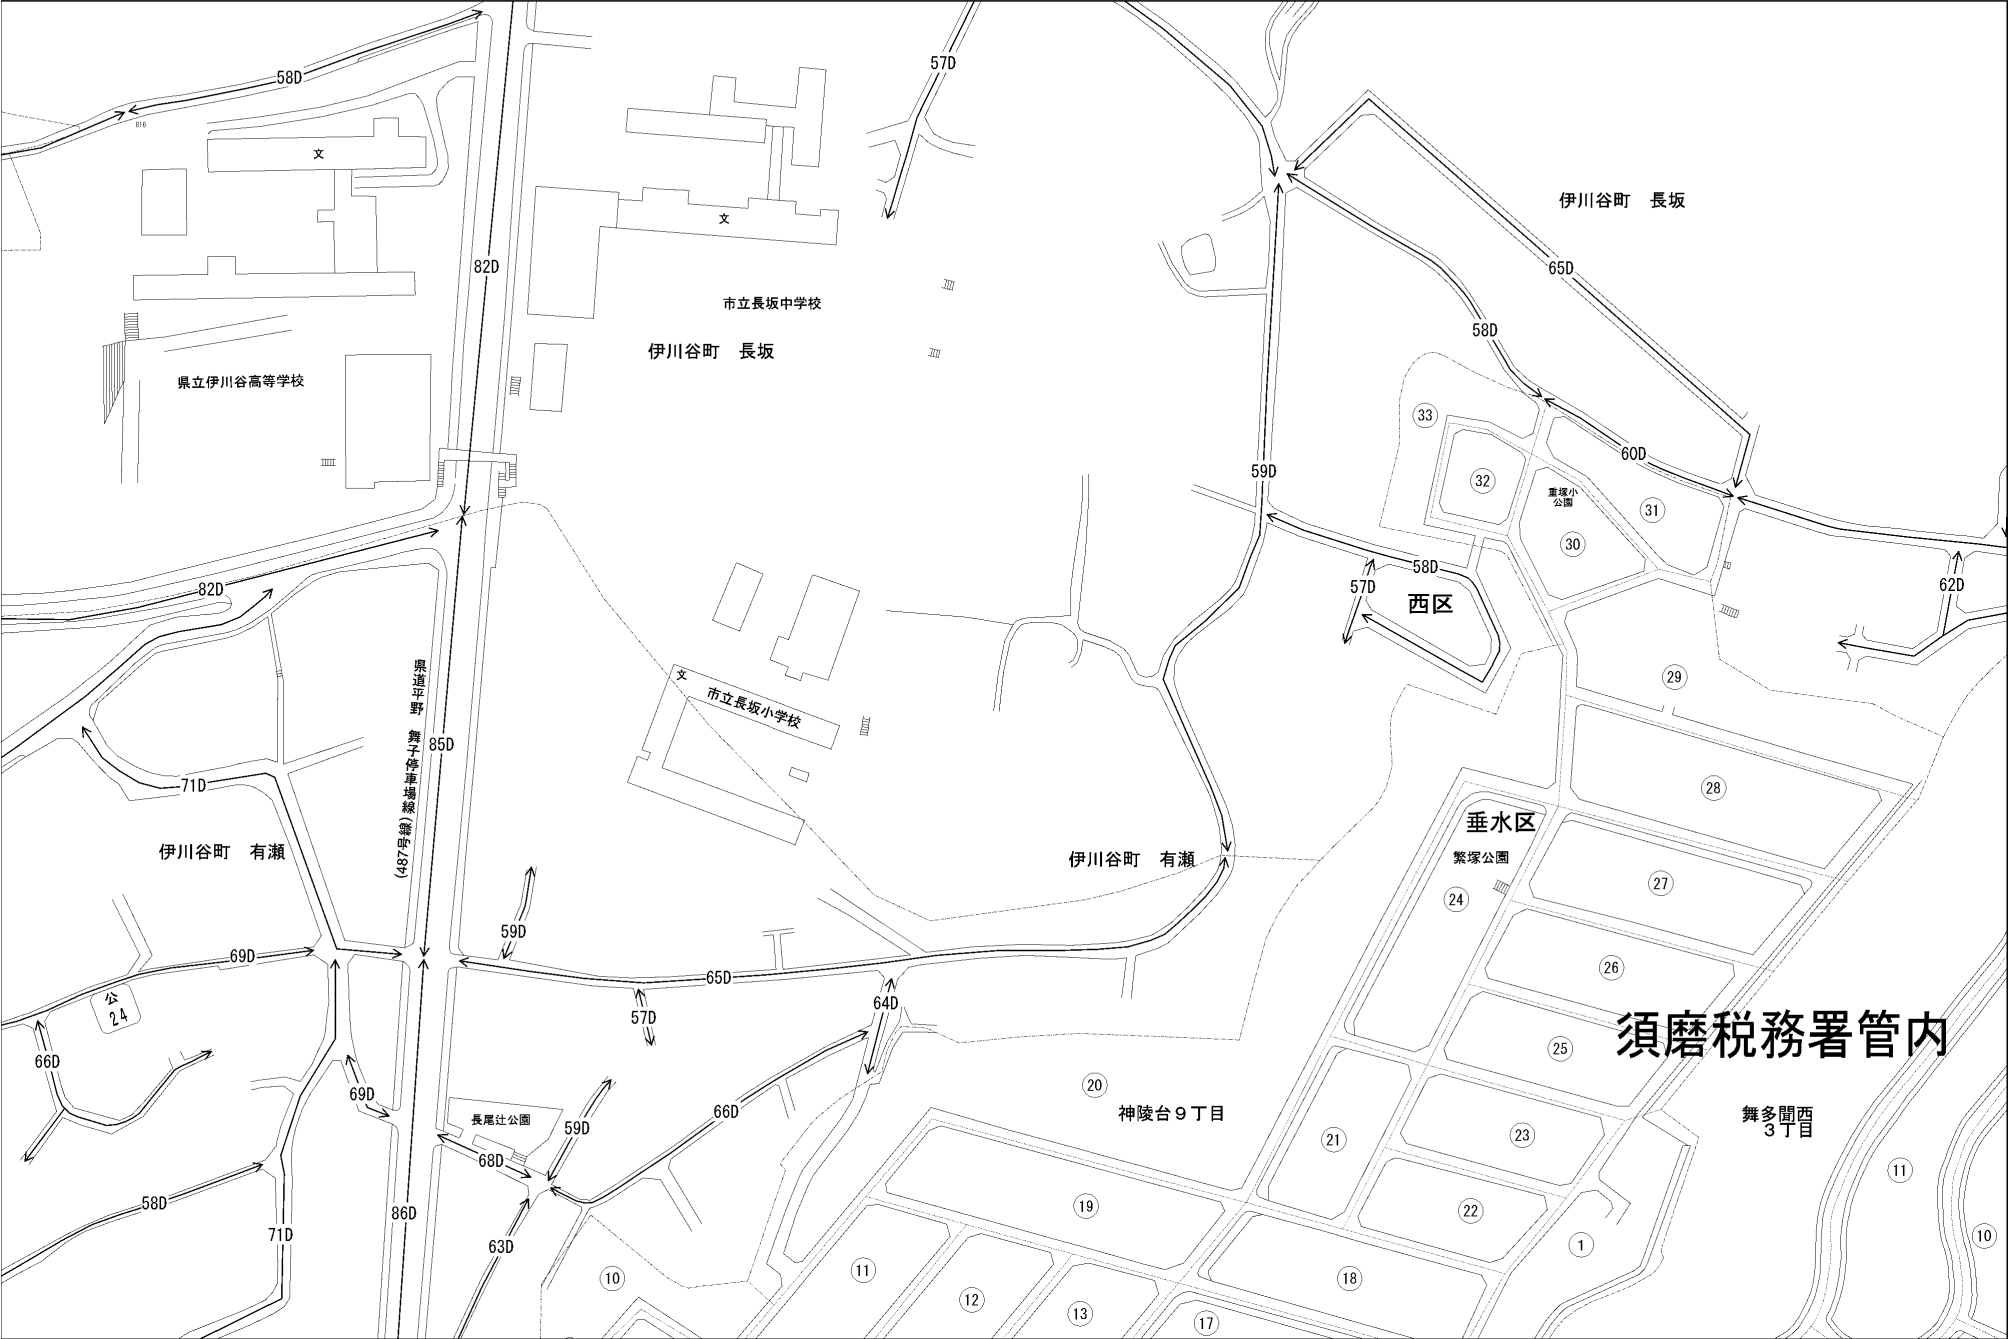 58D
816
文
57D
伊川谷町　長坂
文
82D
65D
市立長坂中学校
58D
伊川谷町　長坂
県立伊川谷高等学校
33
60D
59D
32
重塚小
公園
31
30
58D
57D
西区
62D
82D
県道平野　舞子停車場線
(487号線)
文
市立長坂小学校
29
85D
71D
28
垂水区
繁塚公園
伊川谷町　有瀬
伊川谷町　有瀬
27
24
59D
69D
26
65D
公
24
64D
57D
須磨税務署管内
25
66D
20
69D
神陵台９丁目
舞多聞西
３丁目
66D
長尾辻公園
59D
21
23
68D
11
58D
86D
19
22
71D
63D
10
1
10
11
18
12
13
17